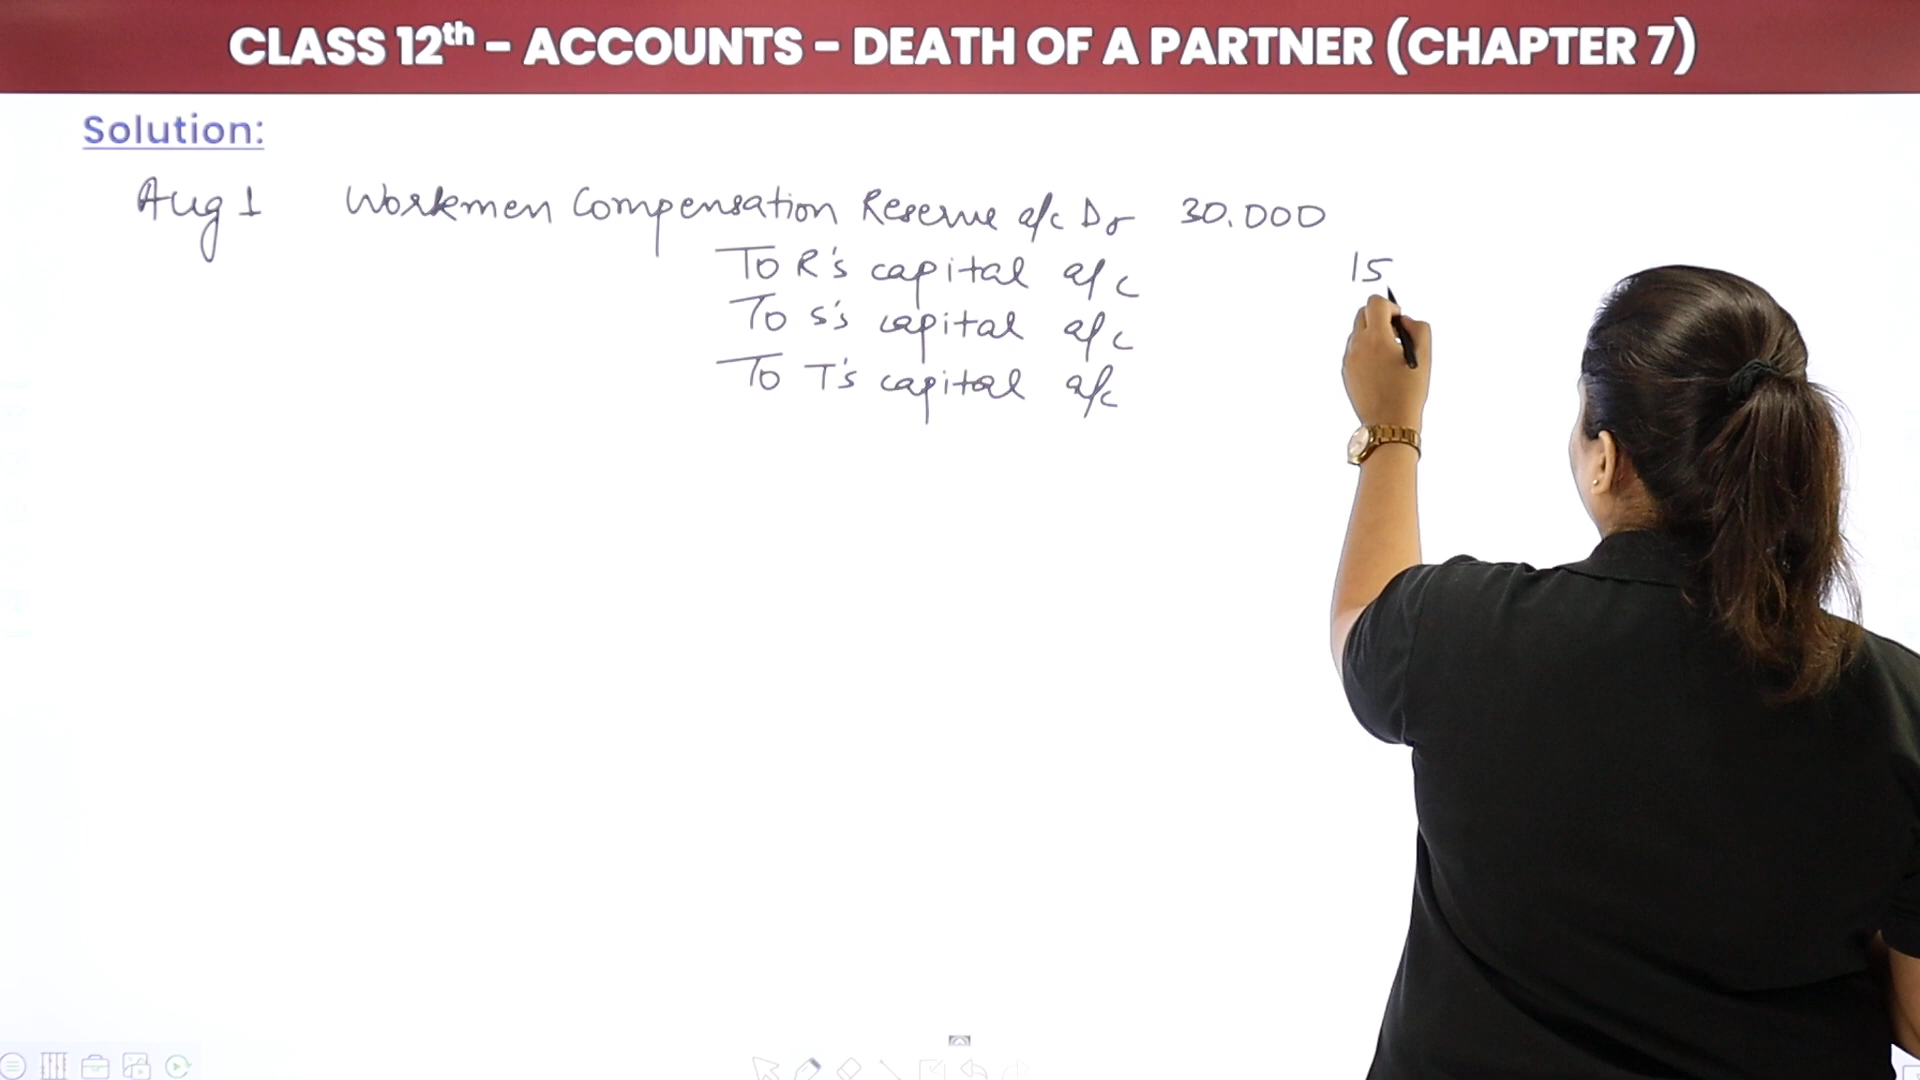 CLASS 12th – ACCOUNTS – DEATH OF A PARTNER (CHAPTER 7)
Solution:
Aug 1 Workmen Compensation Reserve a/c Dr 30.000
To R's capital a/c 15
To S's capital a/c
To T's capital a/c